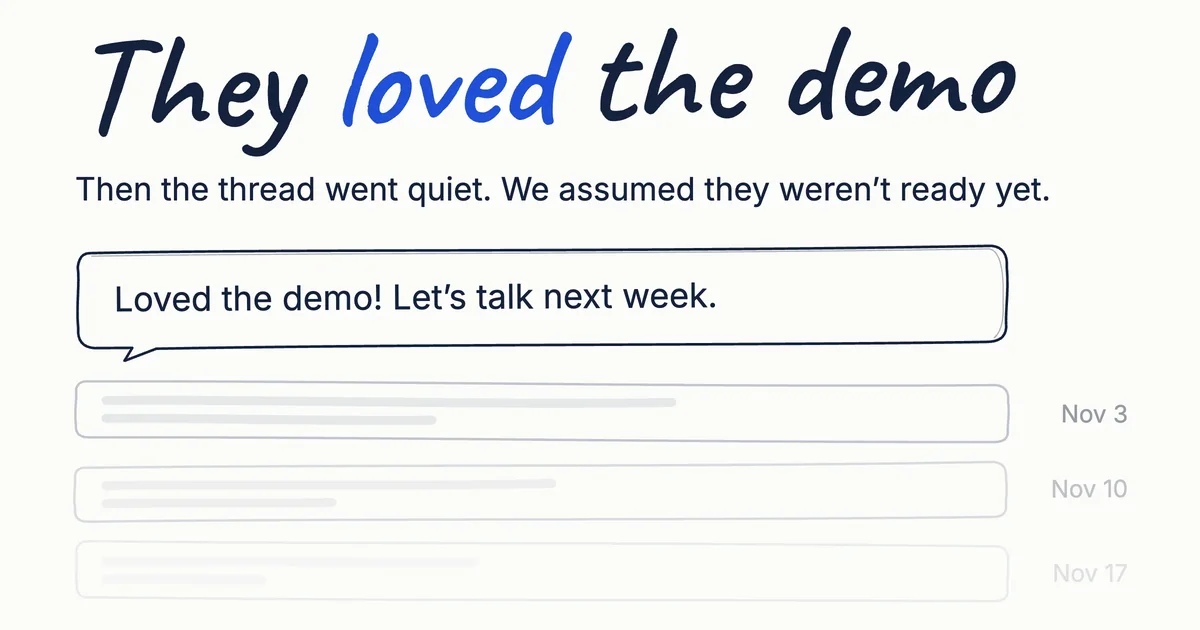 They loved the demo
Then the thread went quiet. We assumed they weren’t ready yet.
Loved the demo! Let’s talk next week.
Nov 3
Nov 10
Nov 17